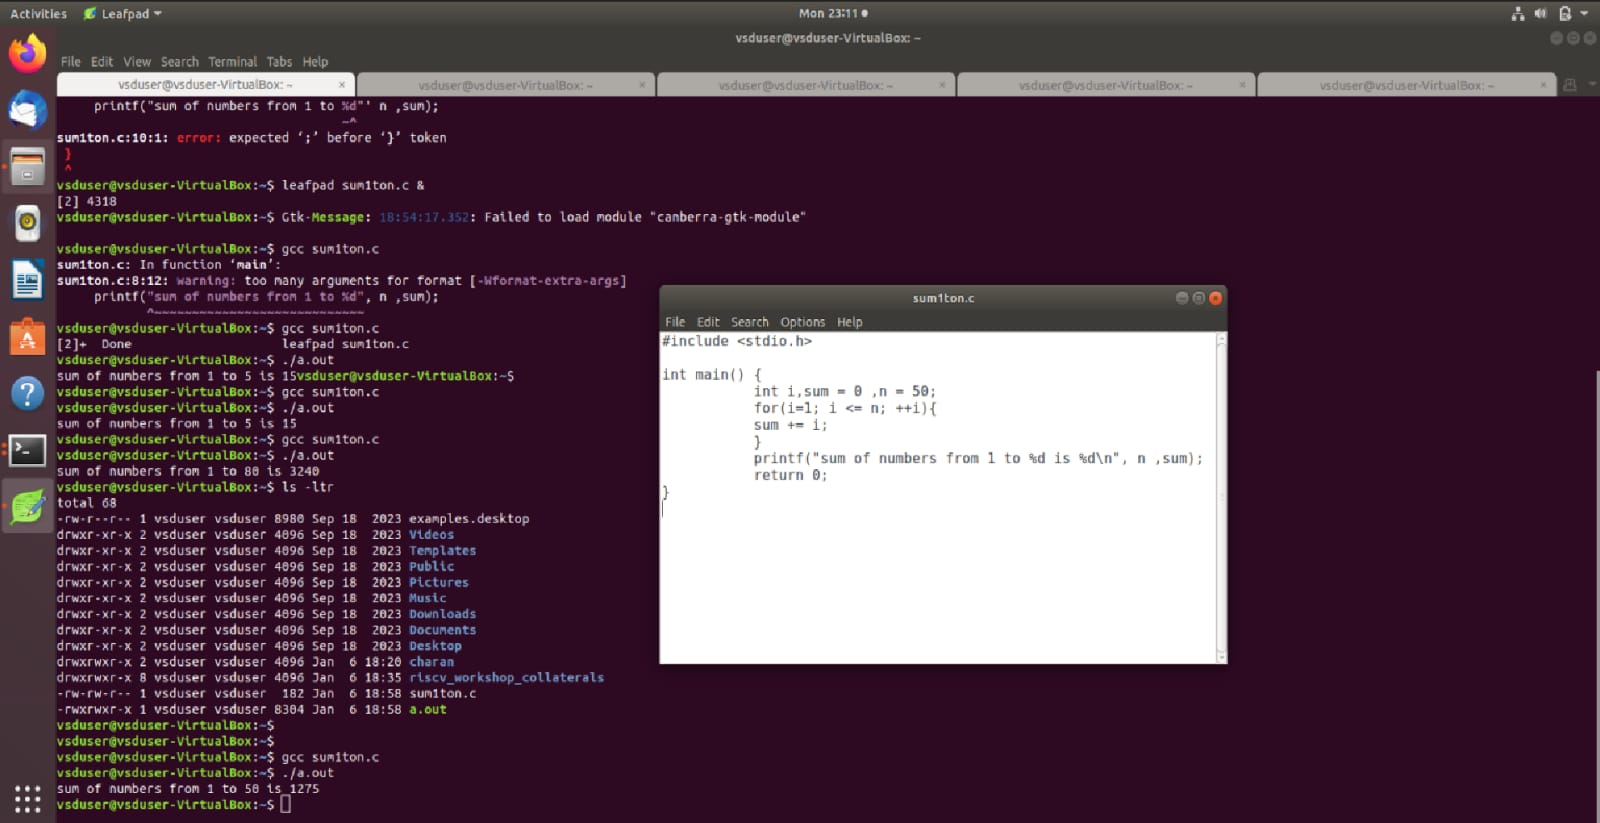 Activities Leafpad Mon 23:11
vsduser@vsduser-VirtualBox: ~
File Edit View Search Terminal Tabs Help
vsduser@vsduser-VirtualBox: ~ × vsduser@vsduser-VirtualBox: ~ × vsduser@vsduser-VirtualBox: ~ × vsduser@vsduser-VirtualBox: ~ × vsduser@vsduser-VirtualBox: ~ ×
printf("sum of numbers from 1 to %d"' n ,sum);
~^
sum1ton.c:10:1: error: expected ‘;’ before ‘}’ token
}
^
vsduser@vsduser-VirtualBox:~$ leafpad sum1ton.c &
[2] 4318
vsduser@vsduser-VirtualBox:~$ Gtk-Message: 18:54:17.352: Failed to load module "canberra-gtk-module"
vsduser@vsduser-VirtualBox:~$ gcc sum1ton.c
sum1ton.c: In function ‘main’:
sum1ton.c:8:12: warning: too many arguments for format [-Wformat-extra-args]
printf("sum of numbers from 1 to %d", n ,sum);
^~~~~~~~~~~~~~~~~~~~~~~~~~~~~
vsduser@vsduser-VirtualBox:~$ gcc sum1ton.c
[2]+ Done leafpad sum1ton.c
vsduser@vsduser-VirtualBox:~$ ./a.out
sum of numbers from 1 to 5 is 15vsduser@vsduser-VirtualBox:~$
vsduser@vsduser-VirtualBox:~$ gcc sum1ton.c
vsduser@vsduser-VirtualBox:~$ ./a.out
sum of numbers from 1 to 5 is 15
vsduser@vsduser-VirtualBox:~$ gcc sum1ton.c
vsduser@vsduser-VirtualBox:~$ ./a.out
sum of numbers from 1 to 80 is 3240
vsduser@vsduser-VirtualBox:~$ ls -ltr
total 68
-rw-r--r-- 1 vsduser vsduser 8980 Sep 18 2023 examples.desktop
drwxr-xr-x 2 vsduser vsduser 4096 Sep 18 2023 Videos
drwxr-xr-x 2 vsduser vsduser 4096 Sep 18 2023 Templates
drwxr-xr-x 2 vsduser vsduser 4096 Sep 18 2023 Public
drwxr-xr-x 2 vsduser vsduser 4096 Sep 18 2023 Pictures
drwxr-xr-x 2 vsduser vsduser 4096 Sep 18 2023 Music
drwxr-xr-x 2 vsduser vsduser 4096 Sep 18 2023 Downloads
drwxr-xr-x 2 vsduser vsduser 4096 Sep 18 2023 Documents
drwxr-xr-x 2 vsduser vsduser 4096 Sep 18 2023 Desktop
drwxrwxr-x 2 vsduser vsduser 4096 Jan 6 18:20 charan
drwxrwxr-x 8 vsduser vsduser 4096 Jan 6 18:35 riscv_workshop_collaterals
-rw-rw-r-- 1 vsduser vsduser 182 Jan 6 18:58 sum1ton.c
-rwxrwxr-x 1 vsduser vsduser 8304 Jan 6 18:58 a.out
vsduser@vsduser-VirtualBox:~$
vsduser@vsduser-VirtualBox:~$
vsduser@vsduser-VirtualBox:~$ gcc sum1ton.c
vsduser@vsduser-VirtualBox:~$ ./a.out
sum of numbers from 1 to 50 is 1275
vsduser@vsduser-VirtualBox:~$
sum1ton.c
File Edit Search Options Help
#include <stdio.h>
int main() {
int i,sum = 0 ,n = 50;
for(i=1; i <= n; ++i){
sum += i;
}
printf("sum of numbers from 1 to %d is %d\n", n ,sum);
return 0;
}